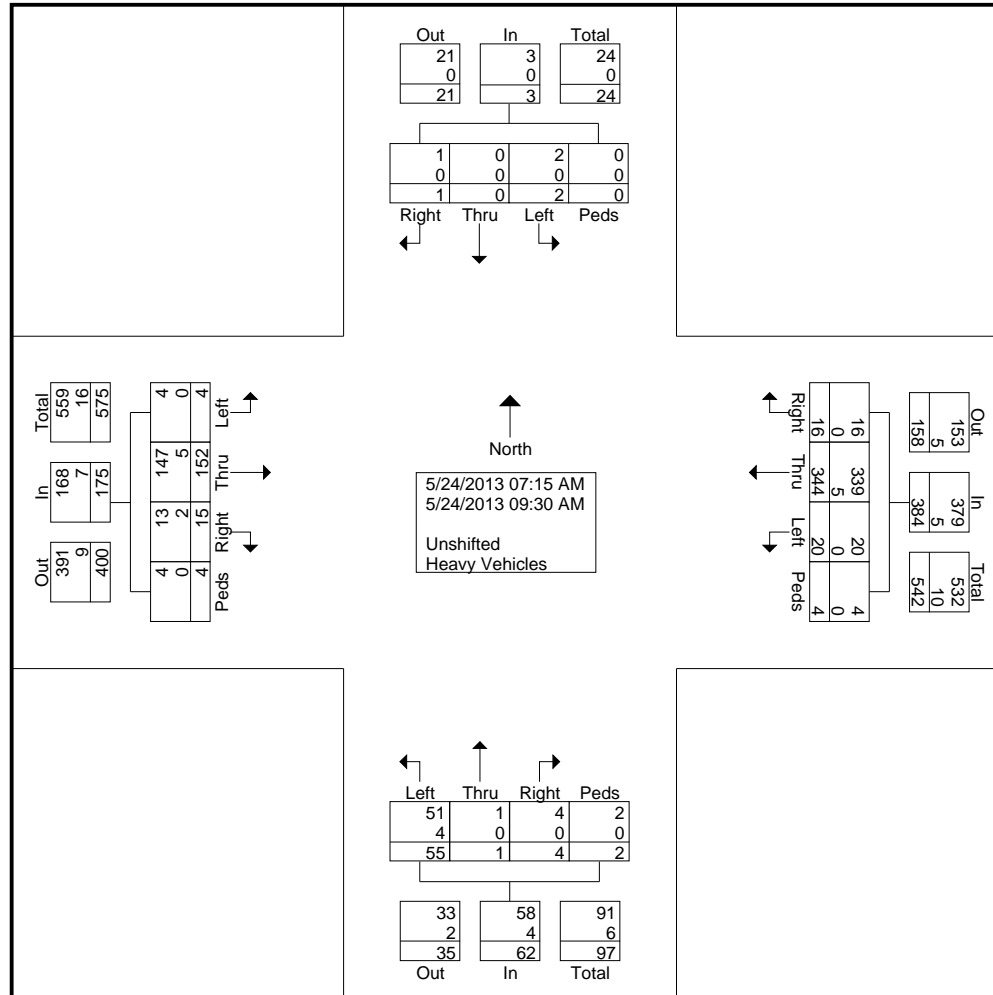 Out In Total
21 3 24
0 0 0
21 3 24
1 0 2 0
0 0 0 0
1 0 2 0
Right Thru Left Peds
Total
559
16
575
In
168
7
175
Out
391
9
400
Left
4
0
4
Thru
147
5
152
Right
13
2
15
Peds
4
0
4
North
5/24/2013 07:15 AM
5/24/2013 09:30 AM
Unshifted
Heavy Vehicles
Right
16
0
16
Thru
339
5
344
Left
20
0
20
Peds
4
0
4
Out
153
5
158
In
379
5
384
Total
532
10
542
Left Thru Right Peds
51 1 4 2
4 0 0 0
55 1 4 2
33 58 91
2 4 6
35 62 97
Out In Total